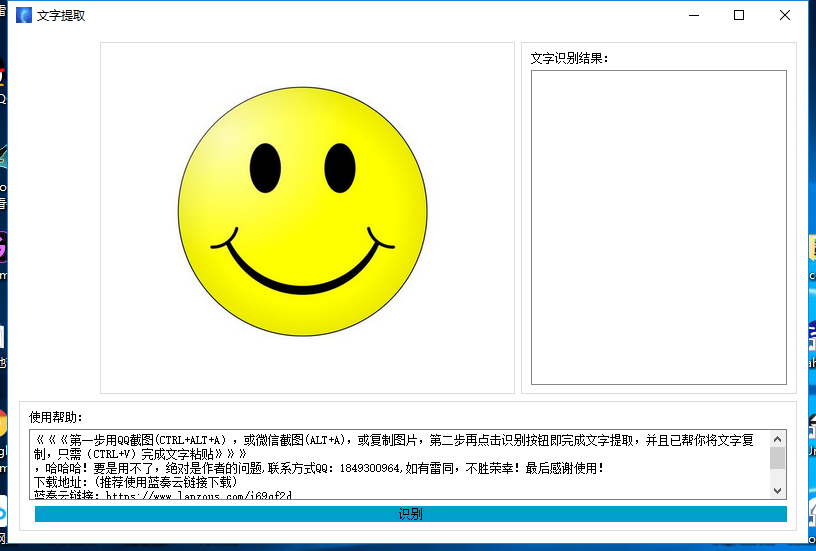 文字提取
文字识别结果:
使用帮助:
《《《第一步用QQ截图(CTRL+ALT+A) ，或微信截图(ALT+A)，或复制图片，第二步再点击识别按钮即完成文字提取，并且已帮你将文字复
制，只需 (CTRL+V) 完成文字粘贴》》》
，哈哈哈! 要是用不了，绝对是作者的问题,联系方式QQ: 1849300964,如有雷同，不胜荣幸! 最后感谢使用!
下载地址: (推荐使用蓝奏云链接下载)
蓝奏云链接: https://www.lanzous.com/i69gf2d
识别